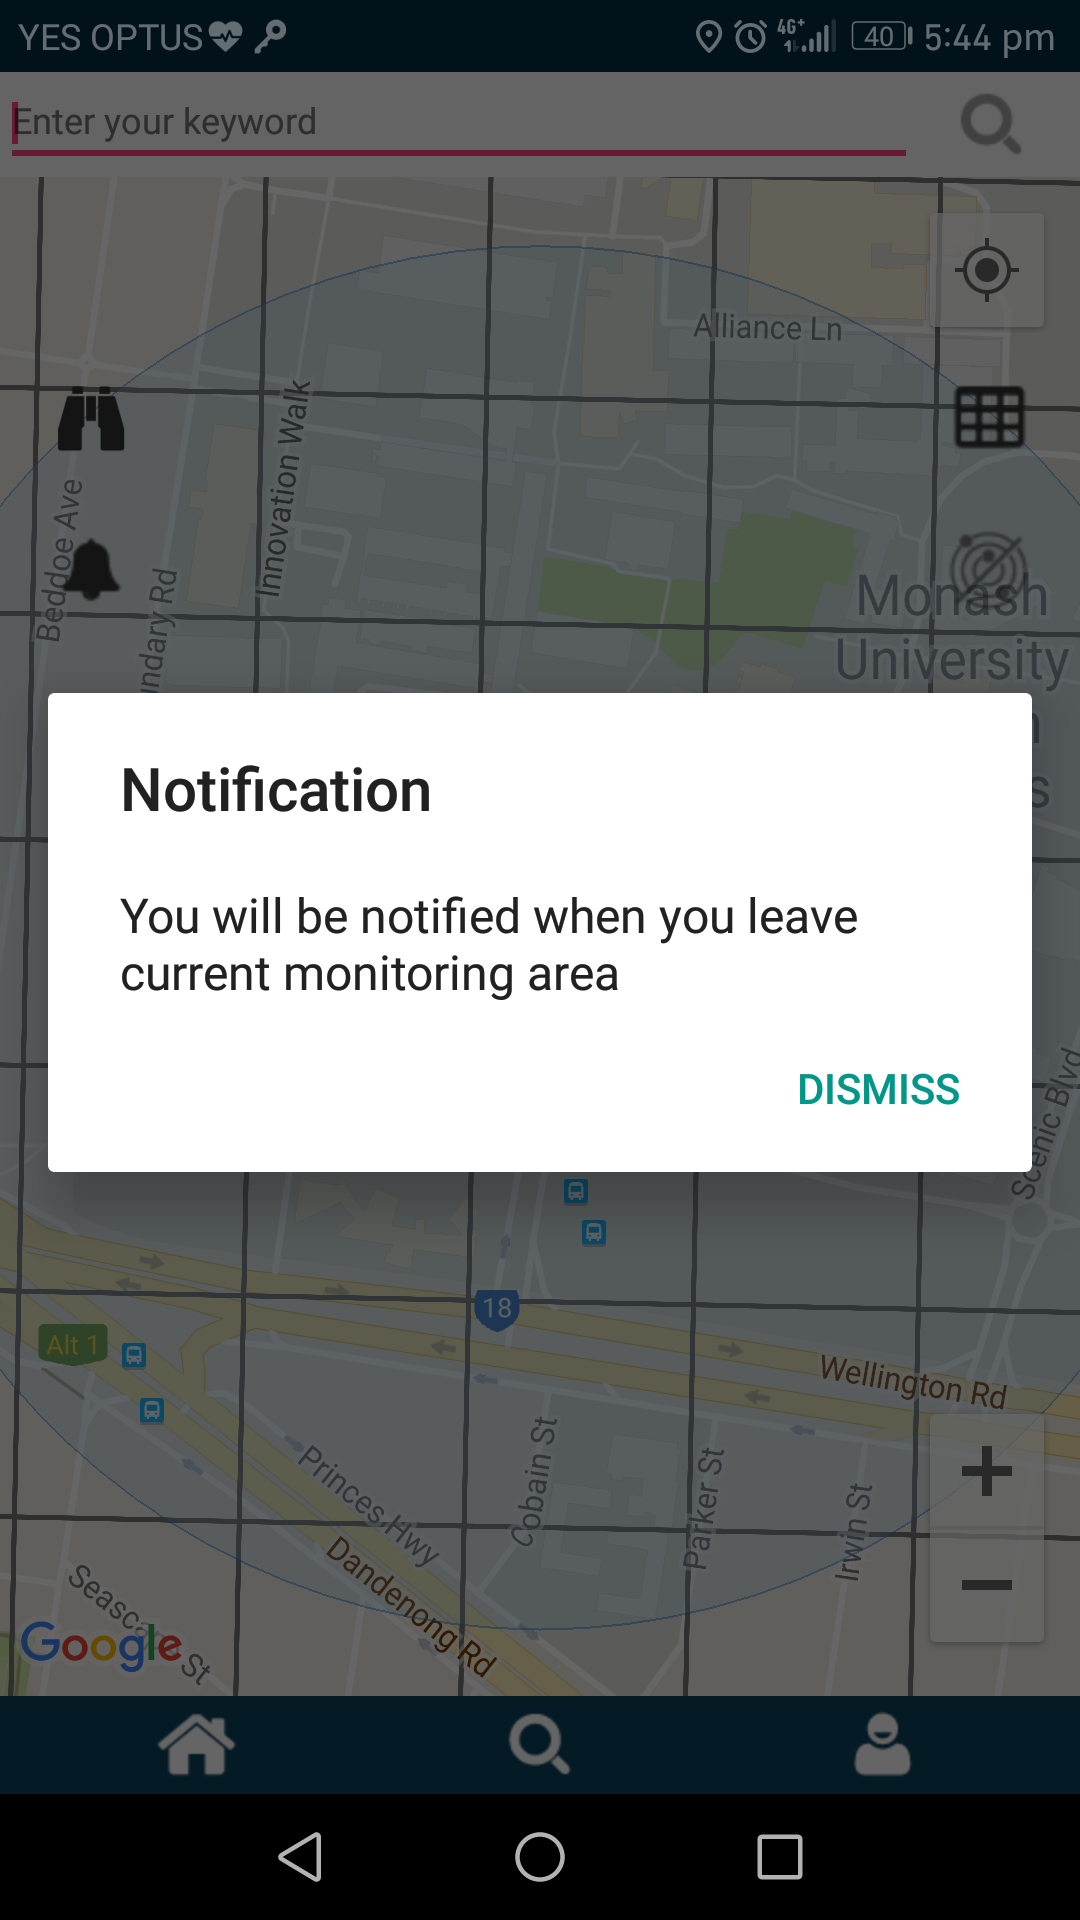 YES OPTUS 4G+ 40 5:44 pm
Enter your keyword
Alliance Ln
Innovation Walk
Beddoe Ave
undary Rd
Monash
University
n
s
Notification
You will be notified when you leave
current monitoring area
DISMISS
Scenic Blvd
18
Alt 1
Wellington Rd
Princes Hwy
Cobain St
Parker St
Irwin St
Dandenong Rd
Google
St